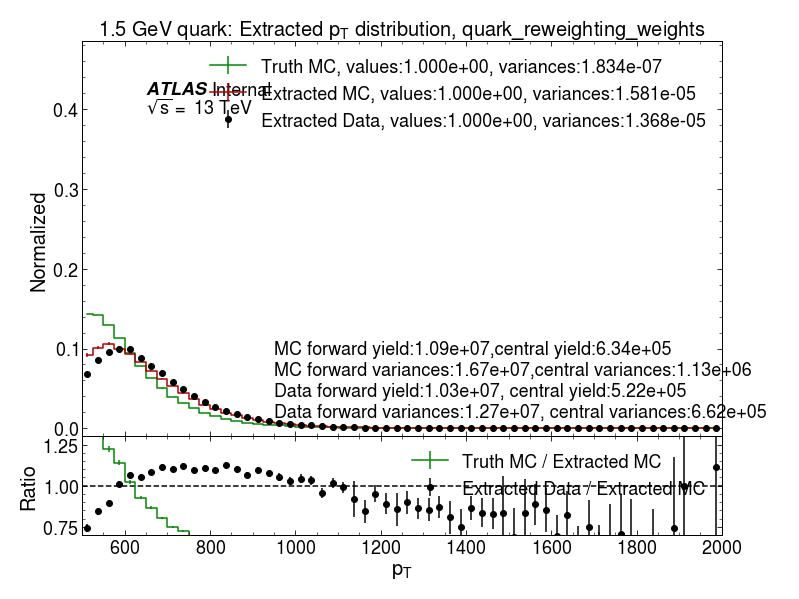 1.5 GeV quark: Extracted pT distribution, quark_reweighting_weights
Truth MC, values:1.000e+00, variances:1.834e-07
ATLAS Internal
Extracted MC, values:1.000e+00, variances:1.581e-05
√s = 13 TeV
Extracted Data, values:1.000e+00, variances:1.368e-05
Normalized
0.4
0.3
0.2
0.1
0.0
MC forward yield:1.09e+07,central yield:6.34e+05
MC forward variances:1.67e+07,central variances:1.13e+06
Data forward yield:1.03e+07, central yield:5.22e+05
Data forward variances:1.27e+07, central variances:6.62e+05
Ratio
1.25
1.00
0.75
Truth MC / Extracted MC
Extracted Data / Extracted MC
600 800 1000 1200 1400 1600 1800 2000
pT